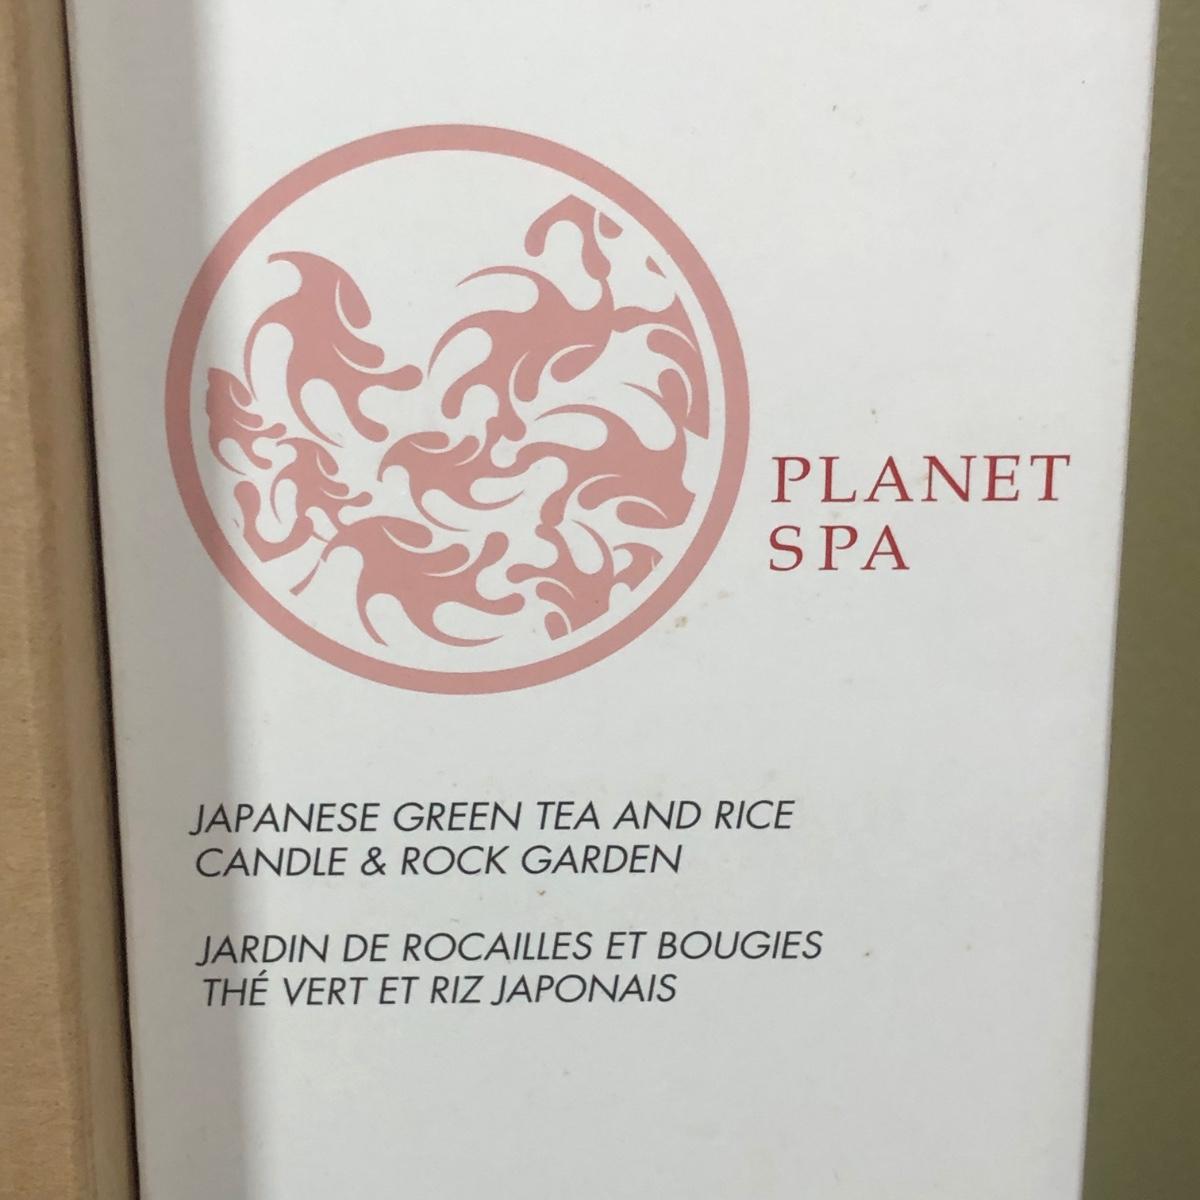 PLANET
SPA
JAPANESE GREEN TEA AND RICE
CANDLE & ROCK GARDEN
JARDIN DE ROCAILLES ET BOUGIES
THÉ VERT ET RIZ JAPONAIS